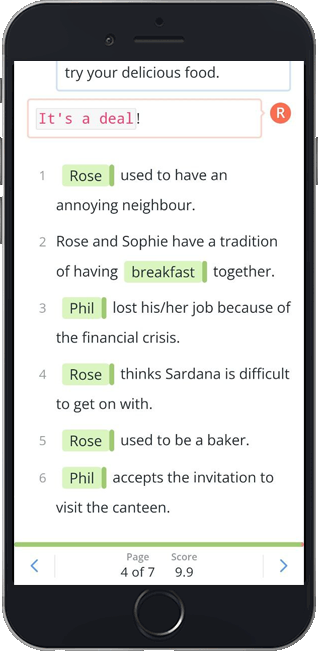 try your delicious food.
It's a deal!
R
1 Rose used to have an
annoying neighbour.
2 Rose and Sophie have a tradition
of having breakfast together.
3 Phil lost his/her job because of
the financial crisis.
4 Rose thinks Sardana is difficult
to get on with.
5 Rose used to be a baker.
6 Phil accepts the invitation to
visit the canteen.
Page Score
4 of 7 9.9